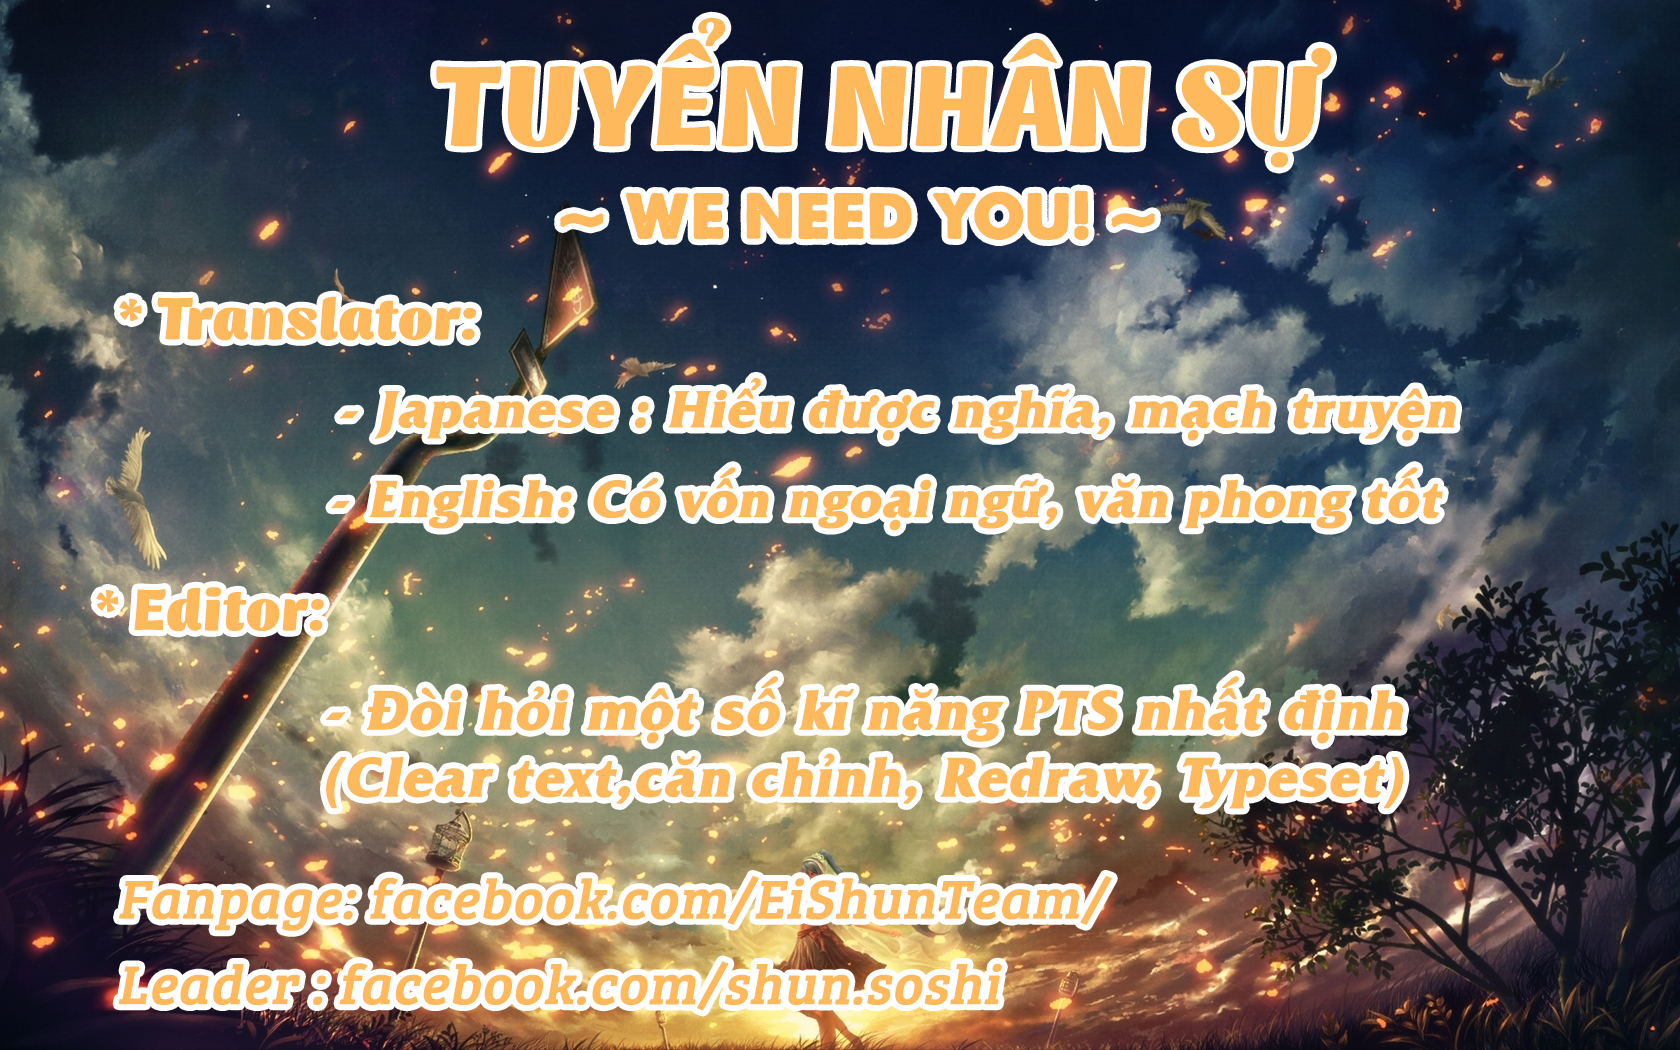 TUYỂN NHÂN SỰ
~ WE NEED YOU! ~
* Translator:
- Japanese : Hiểu được nghĩa, mạch truyện
- English: Có vốn ngoại ngữ, văn phong tốt
* Editor:
- Đòi hỏi một số kĩ năng PTS nhất định
(Clear text,căn chỉnh, Redraw, Typeset)
Fanpage: facebook.com/EiShunTeam/
Leader : facebook.com/shun.soshi